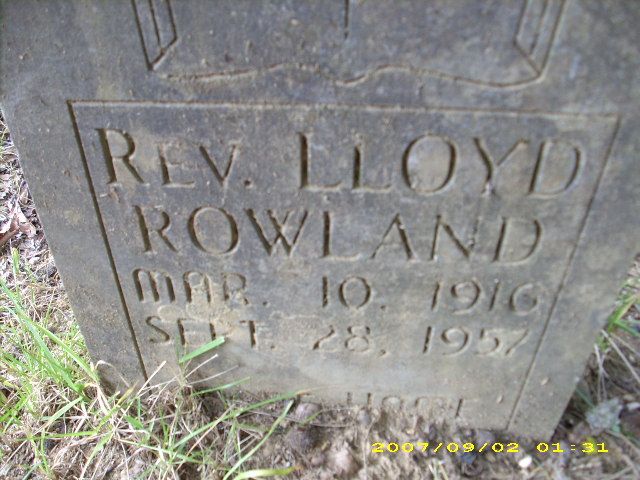 REV. LLOYD
ROWLAND
MAR. 10. 1916
SEPT. 28, 1957
2007/09/02 01:31